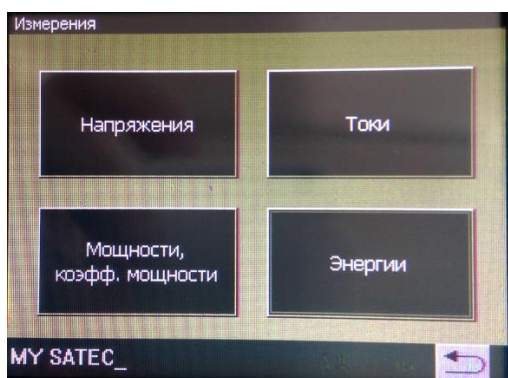 Измерения
Напряжения
Токи
Мощности,
коэфф. мощности
Энергии
MY SATEC_